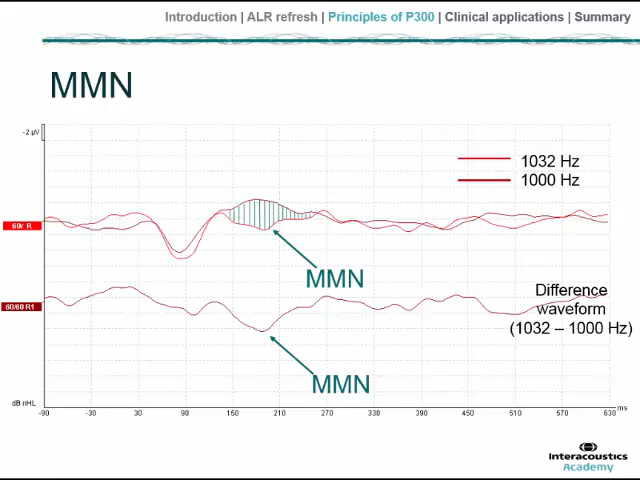 Introduction | ALR refresh | Principles of P300 | Clinical applications | Summary
MMN
-2 µV
1032 Hz
1000 Hz
60r R
MMN
60/60 R1
Difference
waveform
(1032 – 1000 Hz)
MMN
dB nHL
-90 -30 30 90 150 210 270 330 390 450 510 570 630 ms
Interacoustics
Academy